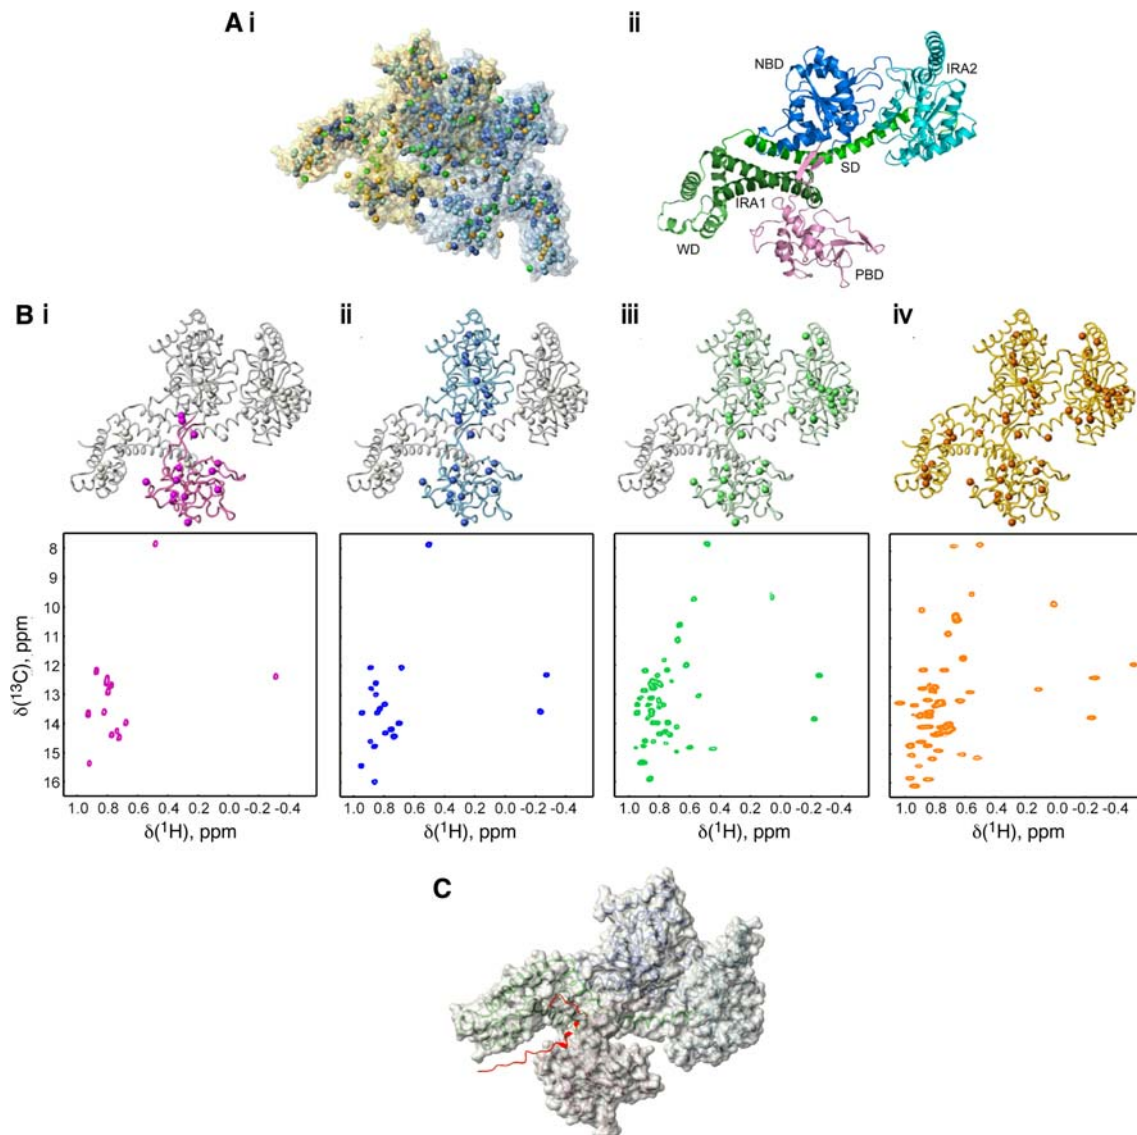 A i
ii
NBD
IRA2
SD
IRA1
WD
PBD
B i
ii
iii
iv
8
9
10
11
12
13
14
15
16
δ(¹³C), ppm
1.0 0.8 0.6 0.4 0.2 0.0 -0.2 -0.4
1.0 0.8 0.6 0.4 0.2 0.0 -0.2 -0.4
1.0 0.8 0.6 0.4 0.2 0.0 -0.2 -0.4
1.0 0.8 0.6 0.4 0.2 0.0 -0.2 -0.4
δ(¹H), ppm
δ(¹H), ppm
δ(¹H), ppm
δ(¹H), ppm
C